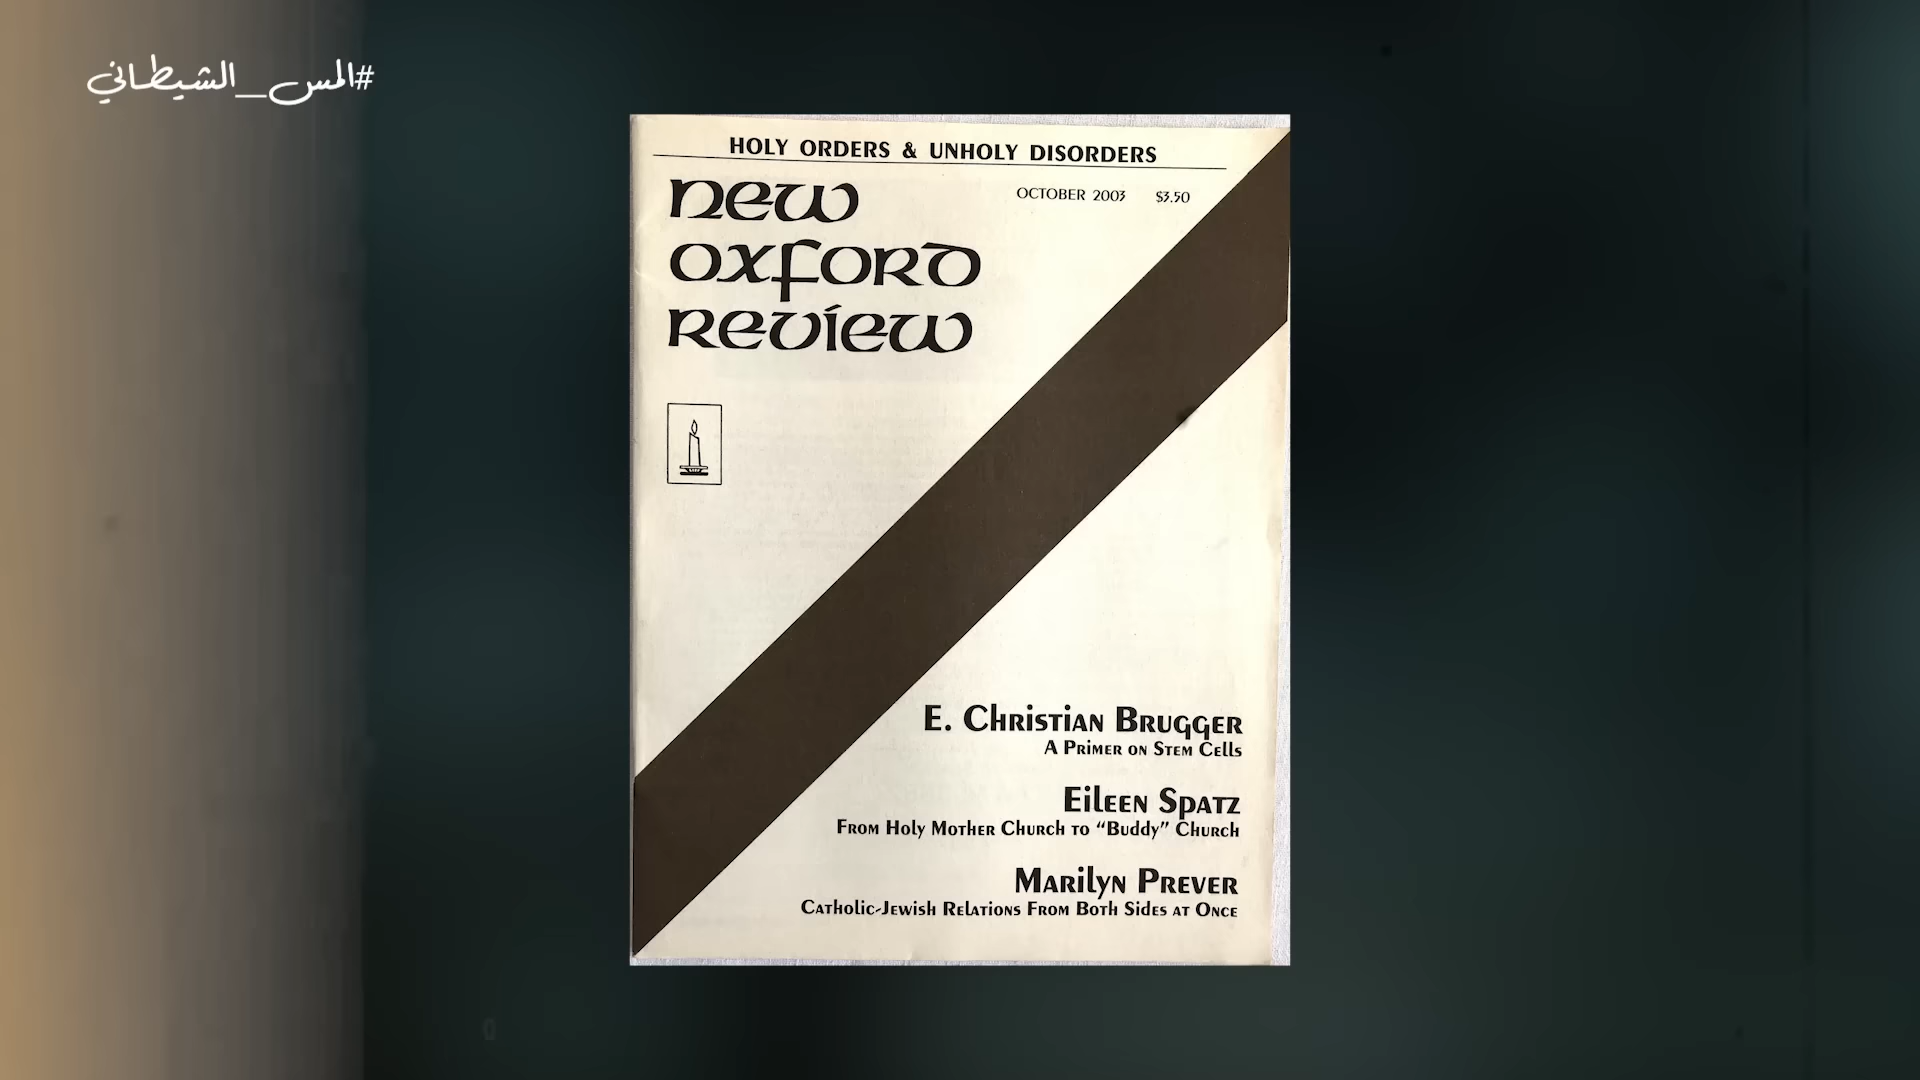 #المس_الشيطاني
HOLY ORDERS & UNHOLY DISORDERS
NEW
OXFORD
REVIEW
OCTOBER 2003 $3.50
E. Christian Brugger
A Primer on Stem Cells
Eileen Spatz
From Holy Mother Church to “Buddy” Church
Marilyn Prever
Catholic-Jewish Relations From Both Sides at Once